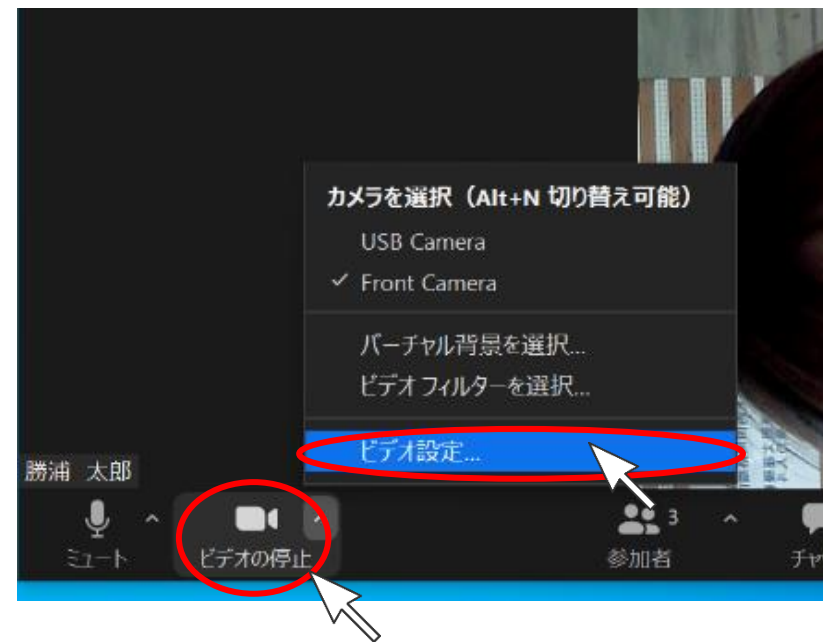 カメラを選択（Alt+N 切り替え可能）
USB Camera
✓ Front Camera
バーチャル背景を選択...
ビデオ フィルターを選択...
ビデオ設定...
勝浦 太郎
3
ミュート
ビデオの停止
参加者
チャ